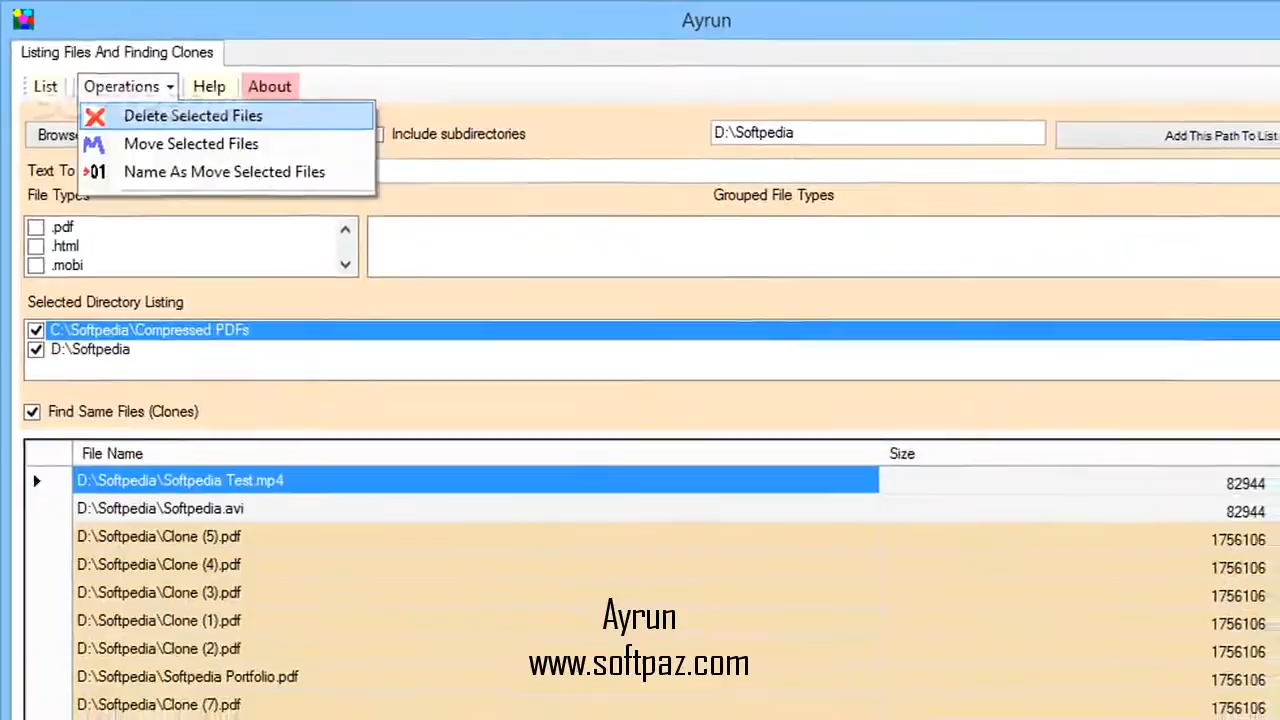 Ayrun
Listing Files And Finding Clones
List Operations Help About
Delete Selected Files
Move Selected Files
Name As Move Selected Files
Include subdirectories
D:\Softpedia
Add This Path To List
Text To
File Types
Grouped File Types
.pdf
.html
.mobi
Selected Directory Listing
C:\Softpedia\Compressed PDFs
D:\Softpedia
Find Same Files (Clones)
File Name Size
D:\Softpedia\Softpedia Test.mp4 82944
D:\Softpedia\Softpedia.avi 82944
D:\Softpedia\Clone (5).pdf 1756106
D:\Softpedia\Clone (4).pdf 1756106
D:\Softpedia\Clone (3).pdf 1756106
D:\Softpedia\Clone (1).pdf 1756106
D:\Softpedia\Clone (2).pdf 1756106
D:\Softpedia\Softpedia Portfolio.pdf 1756106
D:\Softpedia\Clone (7).pdf 1756106
Ayrun
www.softpaz.com